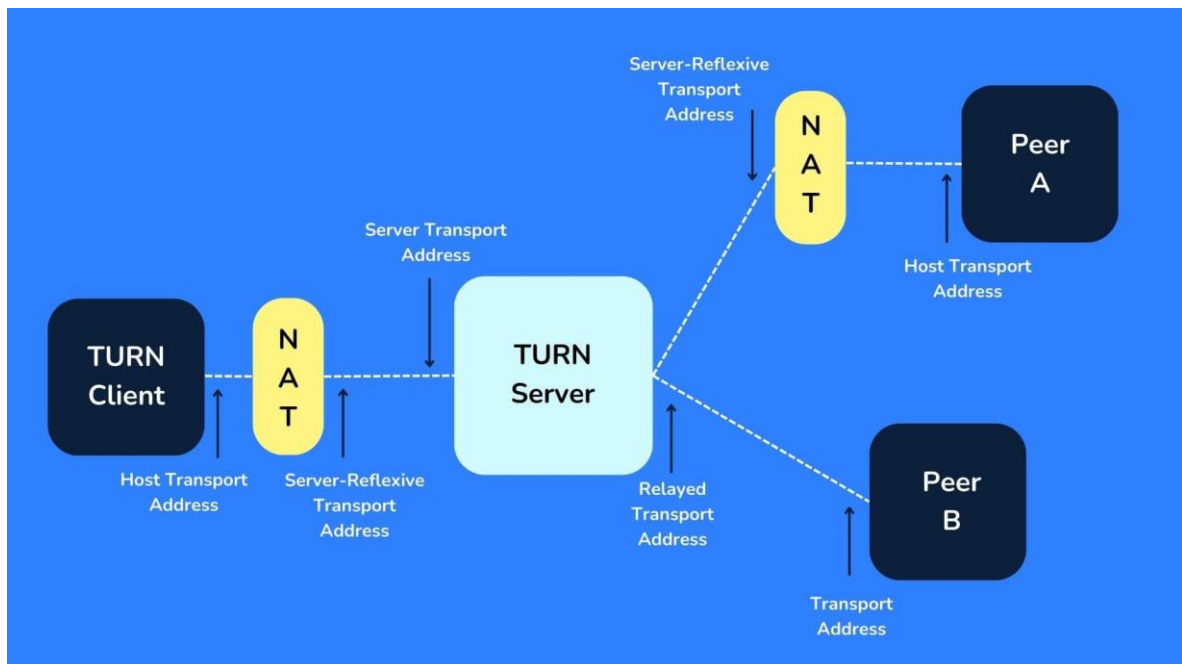 Server-Reflexive
Transport
Address
N
A
T
Peer
A
Host Transport
Address
Server Transport
Address
TURN
Client
N
A
T
TURN
Server
Host Transport
Address
Server-Reflexive
Transport
Address
Relayed
Transport
Address
Peer
B
Transport
Address